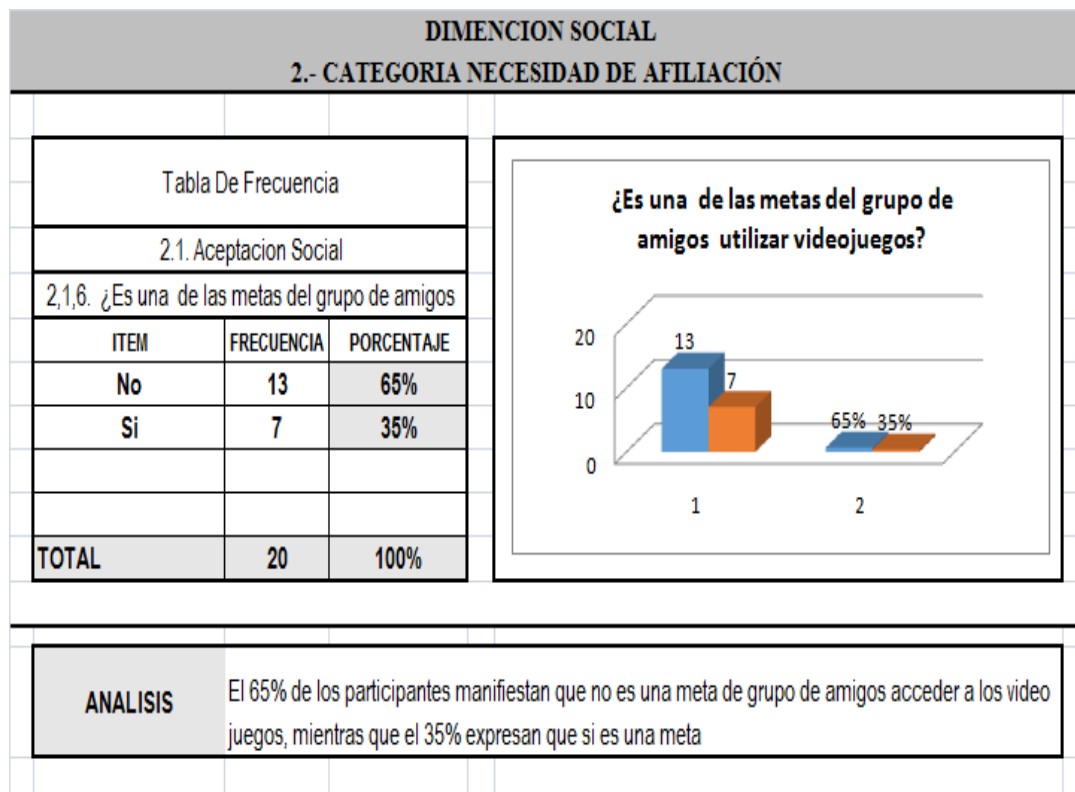 DIMENCION SOCIAL
2.- CATEGORIA NECESIDAD DE AFILIACIÓN
Tabla De Frecuencia
2.1. Aceptacion Social
2,1,6. ¿Es una de las metas del grupo de amigos
ITEM FRECUENCIA PORCENTAJE
No 13 65%
Si 7 35%
TOTAL 20 100%
¿Es una de las metas del grupo de
amigos utilizar videojuegos?
20
10
0
13
7
65% 35%
1 2
ANALISIS
El 65% de los participantes manifiestan que no es una meta de grupo de amigos acceder a los video
juegos, mientras que el 35% expresan que si es una meta